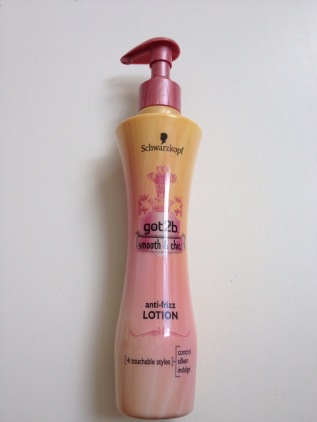 Schwarzkopf
got2b
smooth & chic
anti-frizz
LOTION
[4: touchable styles]
control
silken
indulge